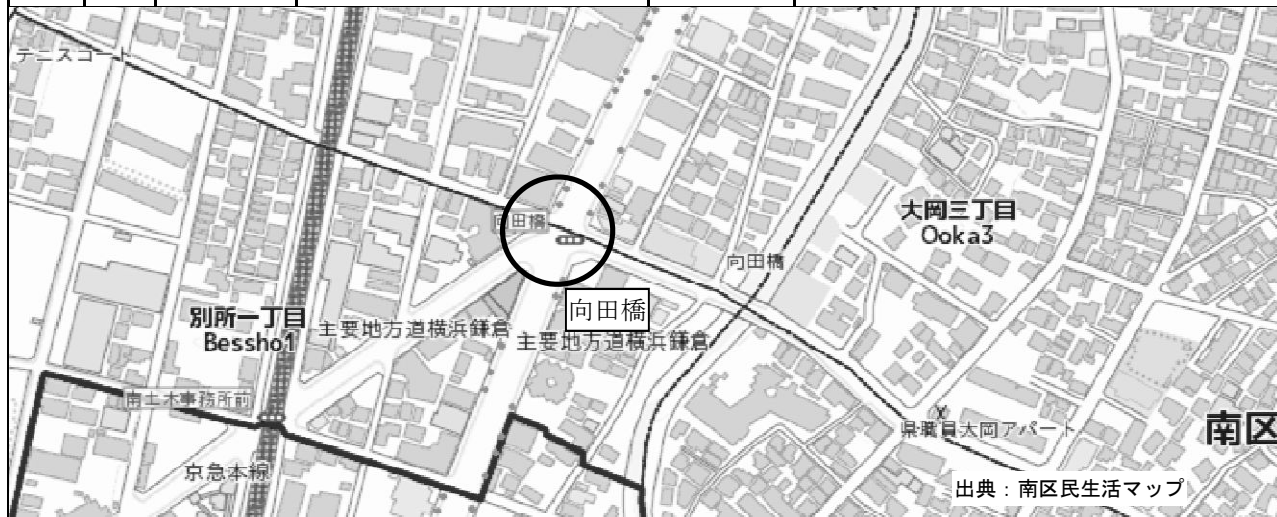 テニスコート
向田橋
大岡三丁目
Ooka3
向田橋
向田橋
別所一丁目
Bessho1
主要地方道横浜鎌倉
主要地方道横浜鎌倉
南土木事務所前
県職員大岡アパート
南区
京急本線
出典：南区民生活マップ